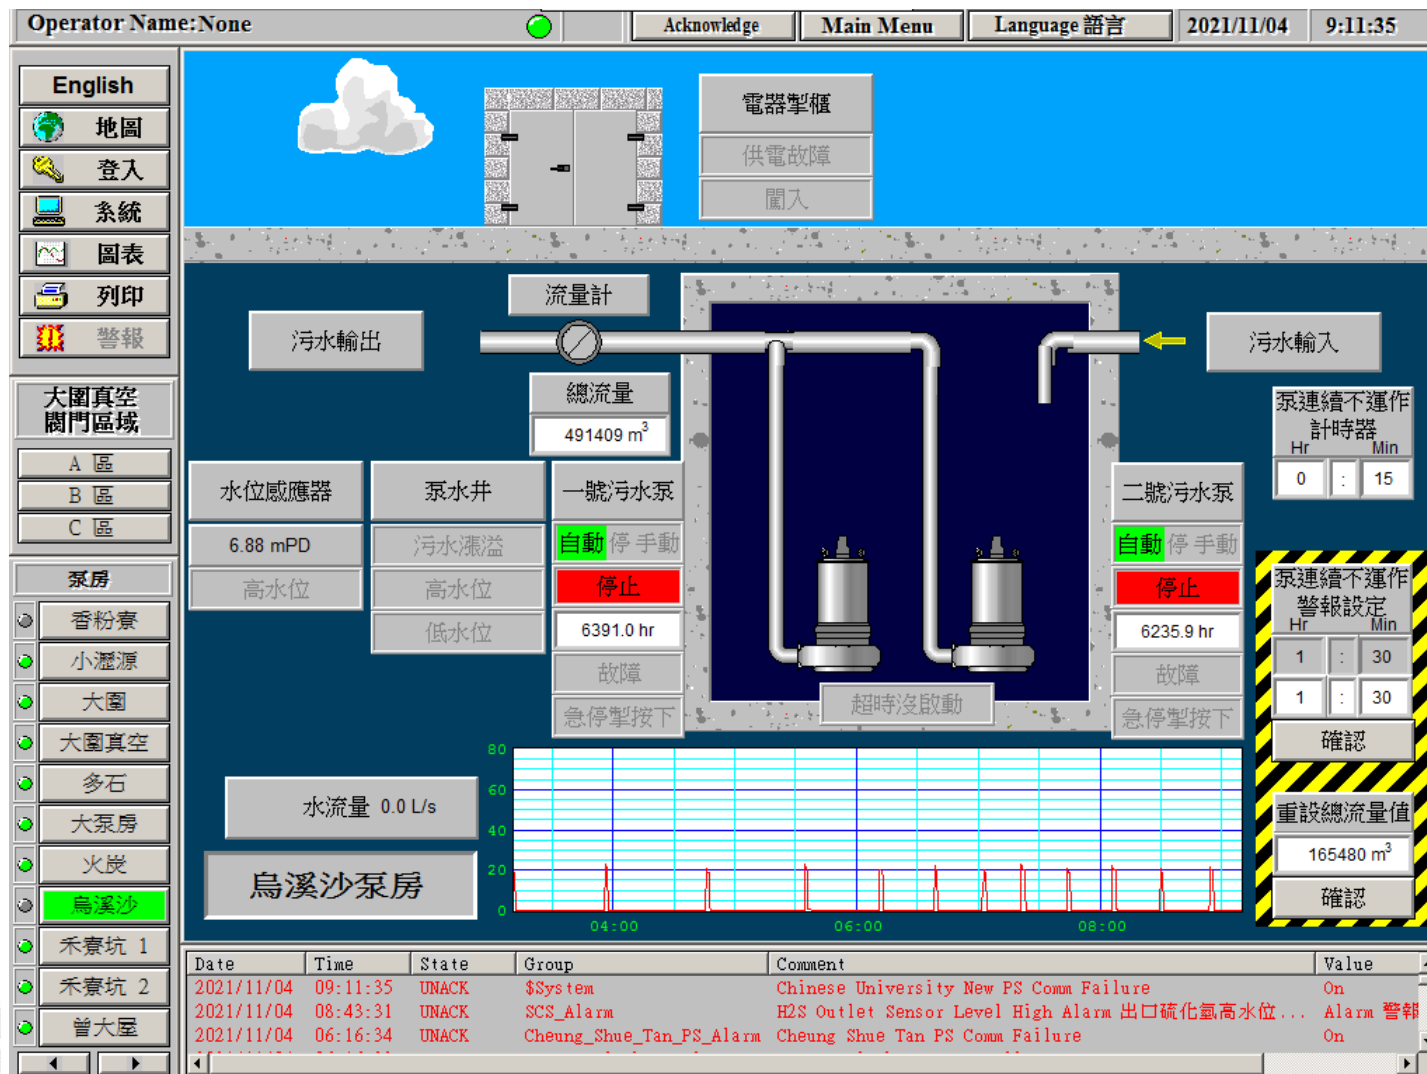 Operator Name:None
Acknowledge
Main Menu
Language 語言
2021/11/04
9:11:35
English
地圖
登入
系統
圖表
列印
警報
大圍真空
閥門區域
A 區
B 區
C 區
泵房
香粉寮
小瀝源
大圍
大圍真空
多石
大泵房
火炭
烏溪沙
禾寮坑 1
禾寮坑 2
曾大屋
電器掣櫃
供電故障
闖入
流量計
污水輸出
污水輸入
總流量
491409 m³
水位感應器
6.88 mPD
高水位
泵水井
污水漲溢
高水位
低水位
一號污水泵
自動 停 手動
停止
6391.0 hr
故障
急停掣按下
超時沒啟動
二號污水泵
自動 停 手動
停止
6235.9 hr
故障
急停掣按下
泵連續不運作
計時器
Hr Min
0 : 15
泵連續不運作
警報設定
Hr Min
1 : 30
1 : 30
確認
重設總流量值
165480 m³
確認
水流量 0.0 L/s
烏溪沙泵房
80
60
40
20
0
04:00 06:00 08:00
Date Time State Group Comment Value
2021/11/04 09:11:35 UNACK $System Chinese University New PS Comm Failure On
2021/11/04 08:43:31 UNACK SCS_Alarm H2S Outlet Sensor Level High Alarm 出口硫化氫高水位... Alarm 警報
2021/11/04 06:16:34 UNACK Cheung_Shue_Tan_PS_Alarm Cheung Shue Tan PS Comm Failure On